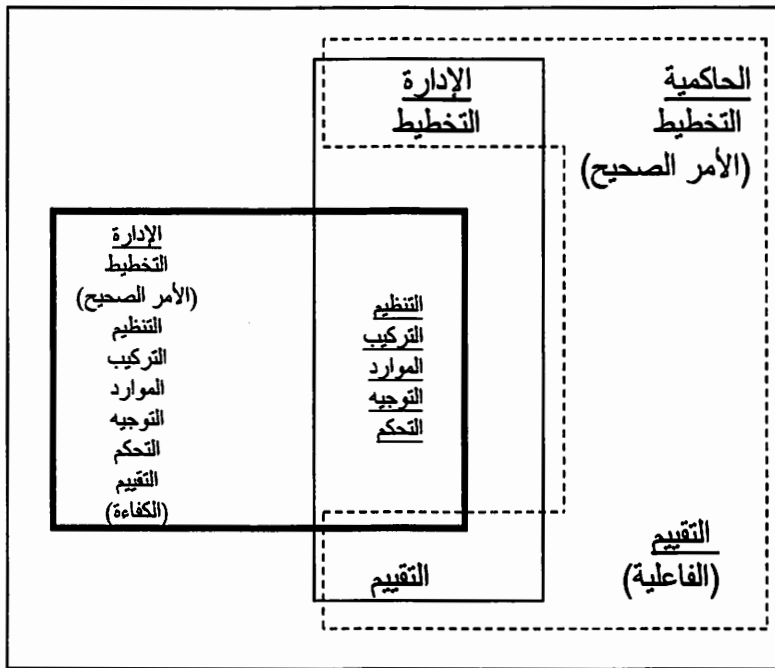 الحاكمية
التخطيط
(الأمر الصحيح)
الإدارة
التخطيط
الإدارة
التخطيط
(الأمر الصحيح)
التنظيم
التركيب
الموارد
التوجيه
التحكم
التقييم
(الكفاءة)
التنظيم
التركيب
الموارد
التوجيه
التحكم
التقييم
(الفاعلية)
التقييم